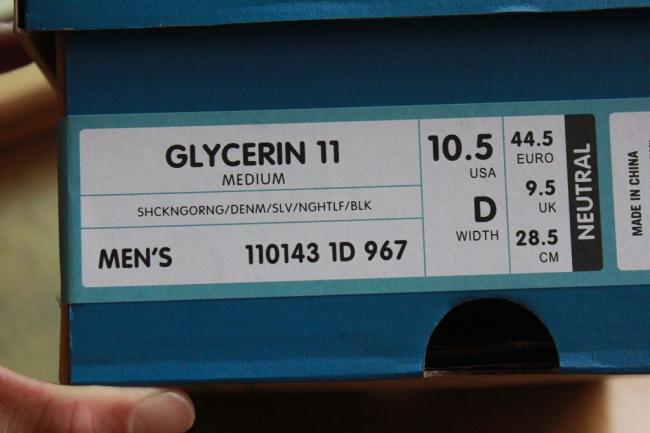 GLYCERIN 11
MEDIUM
SHCKNGORNG/DENM/SLV/NGHTLF/BLK
MEN'S 110143 1D 967
10.5
USA
D
WIDTH
44.5
EURO
9.5
UK
28.5
CM
NEUTRAL
MADE IN CHINA